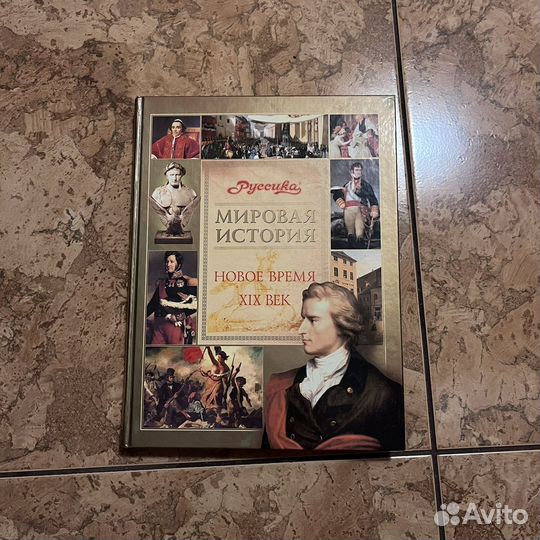 Руссика
МИРОВАЯ
ИСТОРИЯ
НОВОЕ ВРЕМЯ
XIX ВЕК
Avito